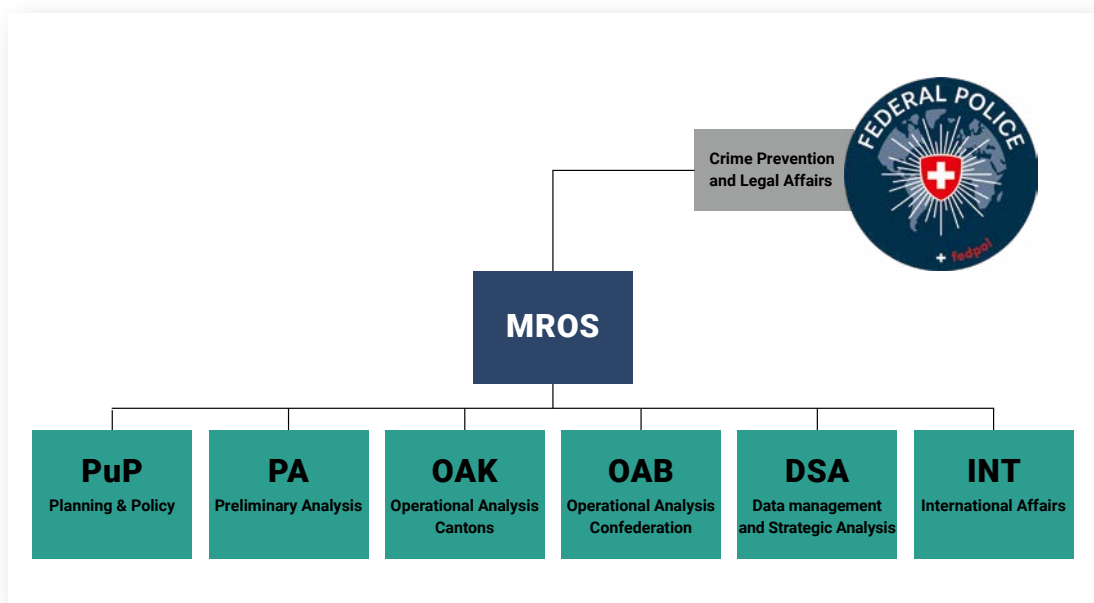 FEDERAL POLICE
Crime Prevention
and Legal Affairs
+ fedpol
MROS
PuP
Planning & Policy
PA
Preliminary Analysis
OAK
Operational Analysis
Cantons
OAB
Operational Analysis
Confederation
DSA
Data management
and Strategic Analysis
INT
International Affairs